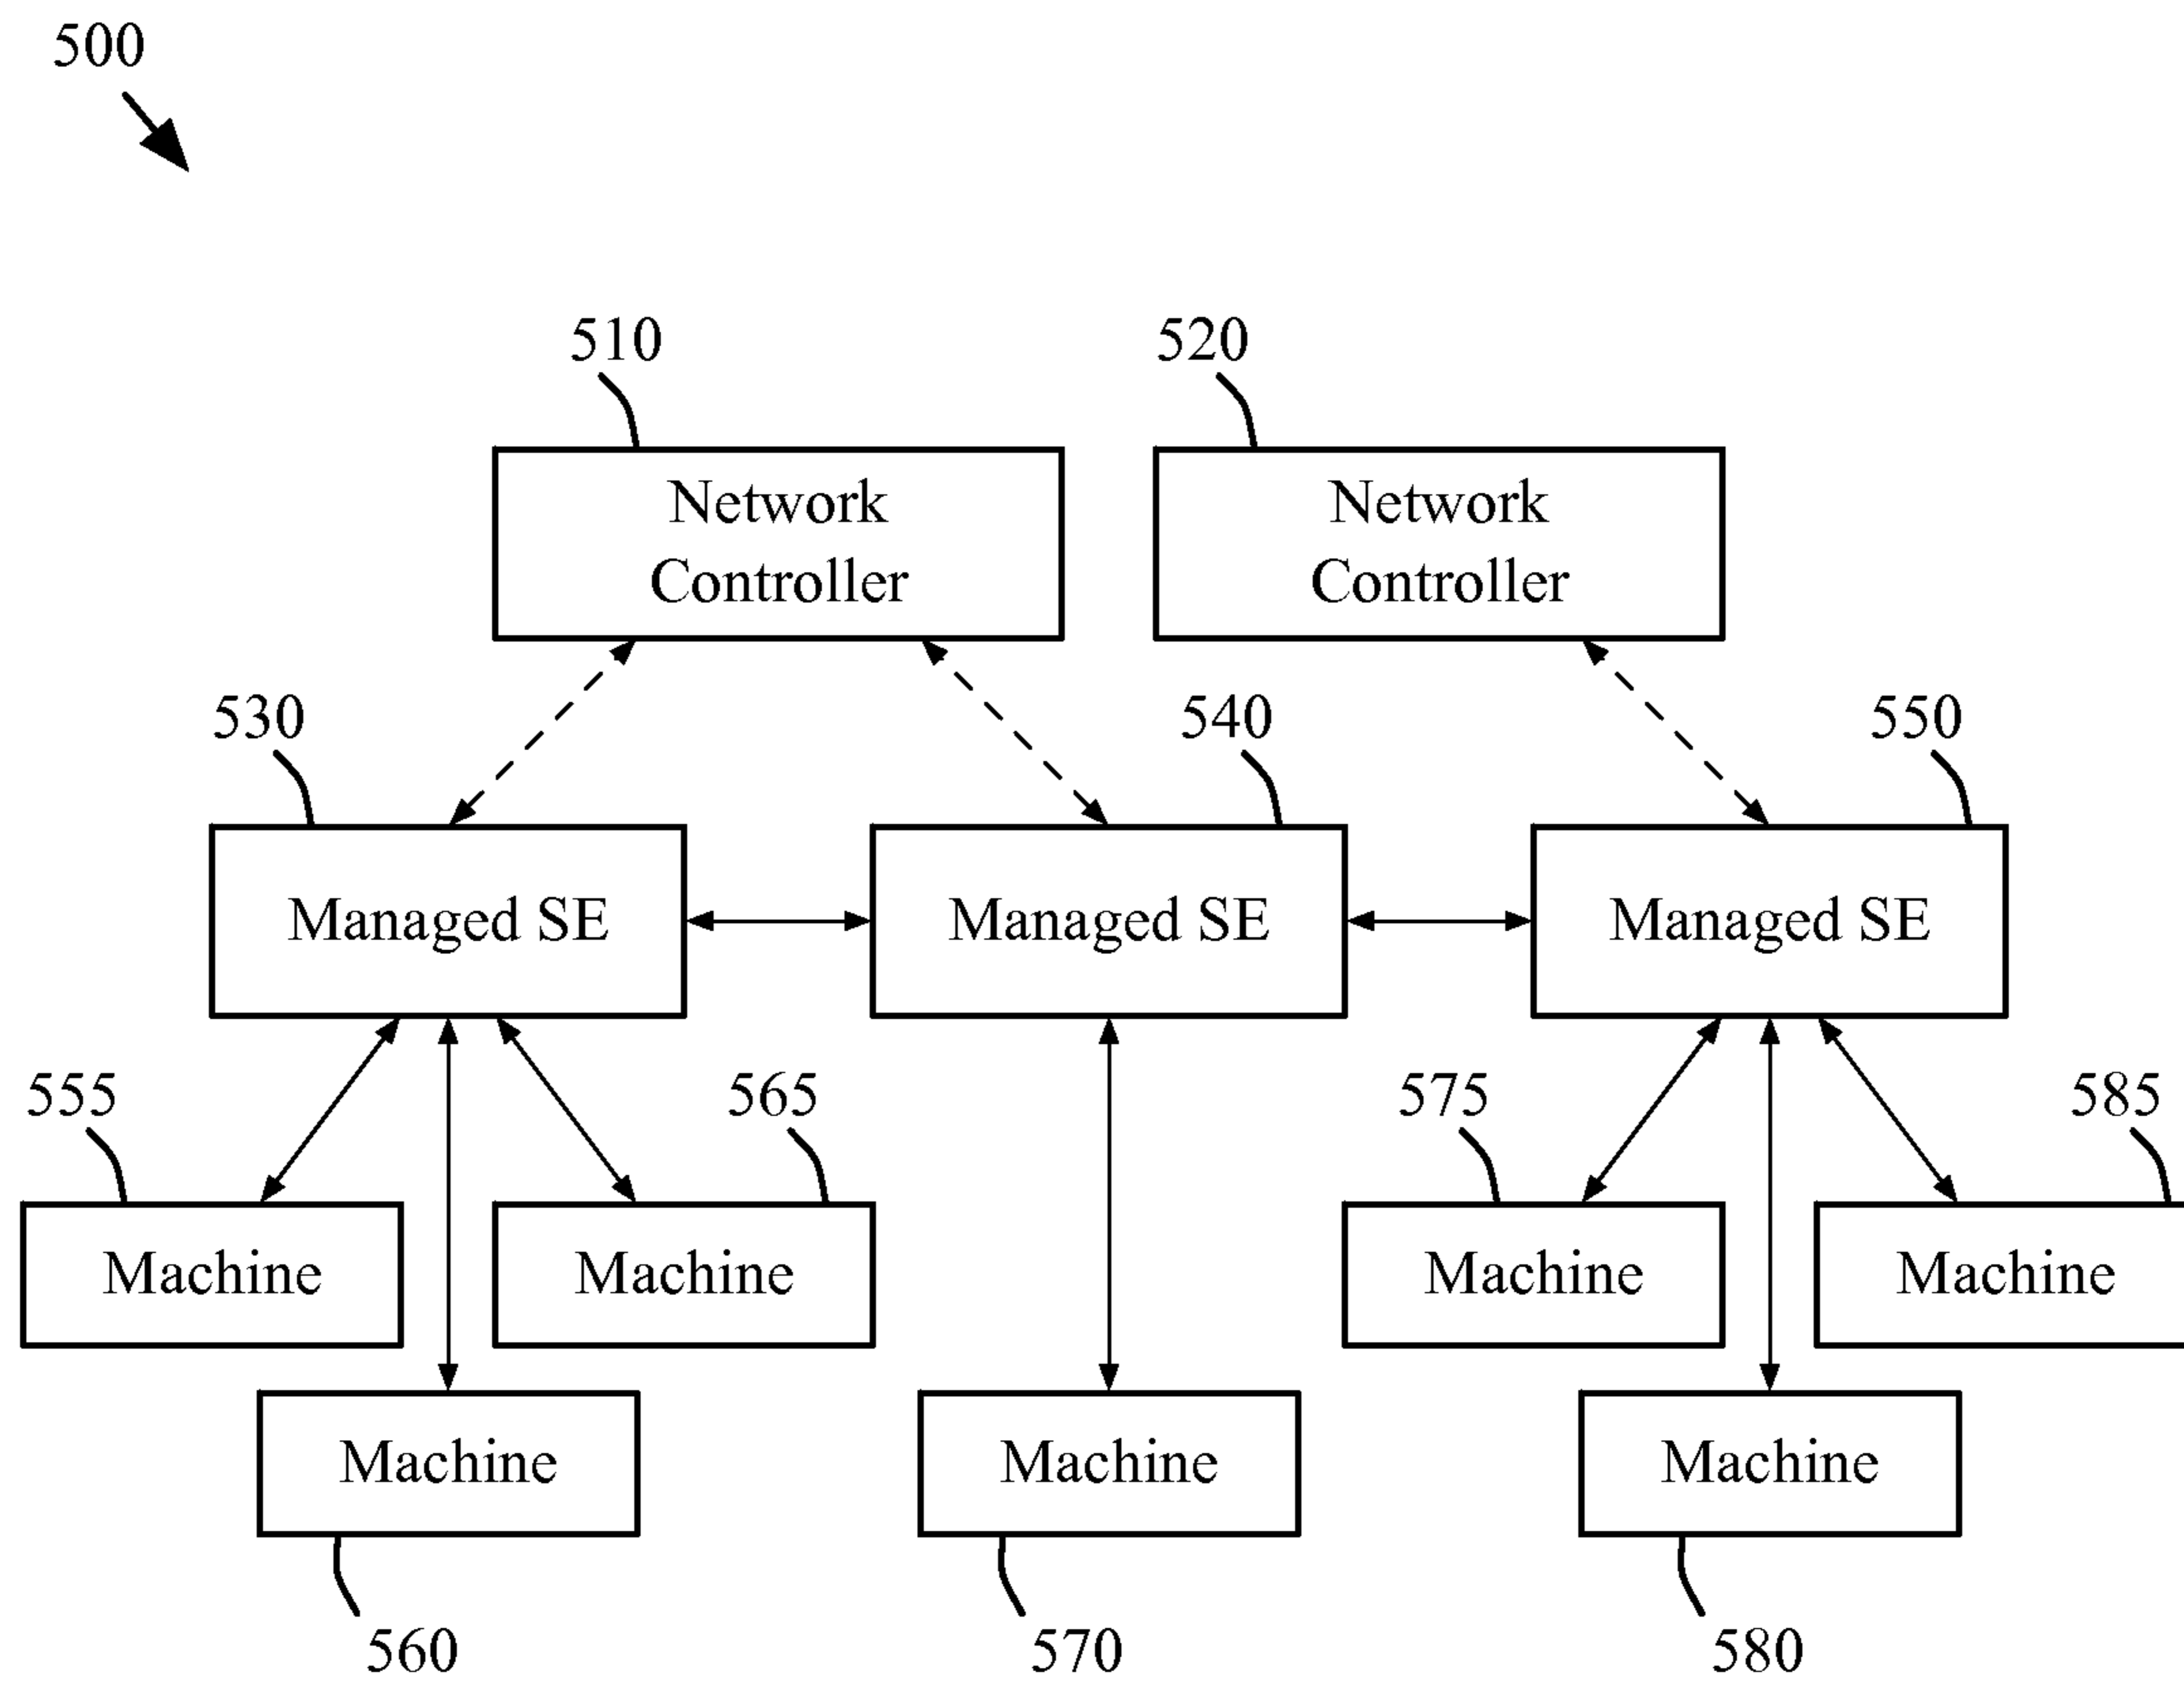 500
510
520
Network
Controller
Network
Controller
530
540
550
Managed SE
Managed SE
Managed SE
555
565
575
585
Machine
Machine
Machine
Machine
Machine
Machine
Machine
560
570
580